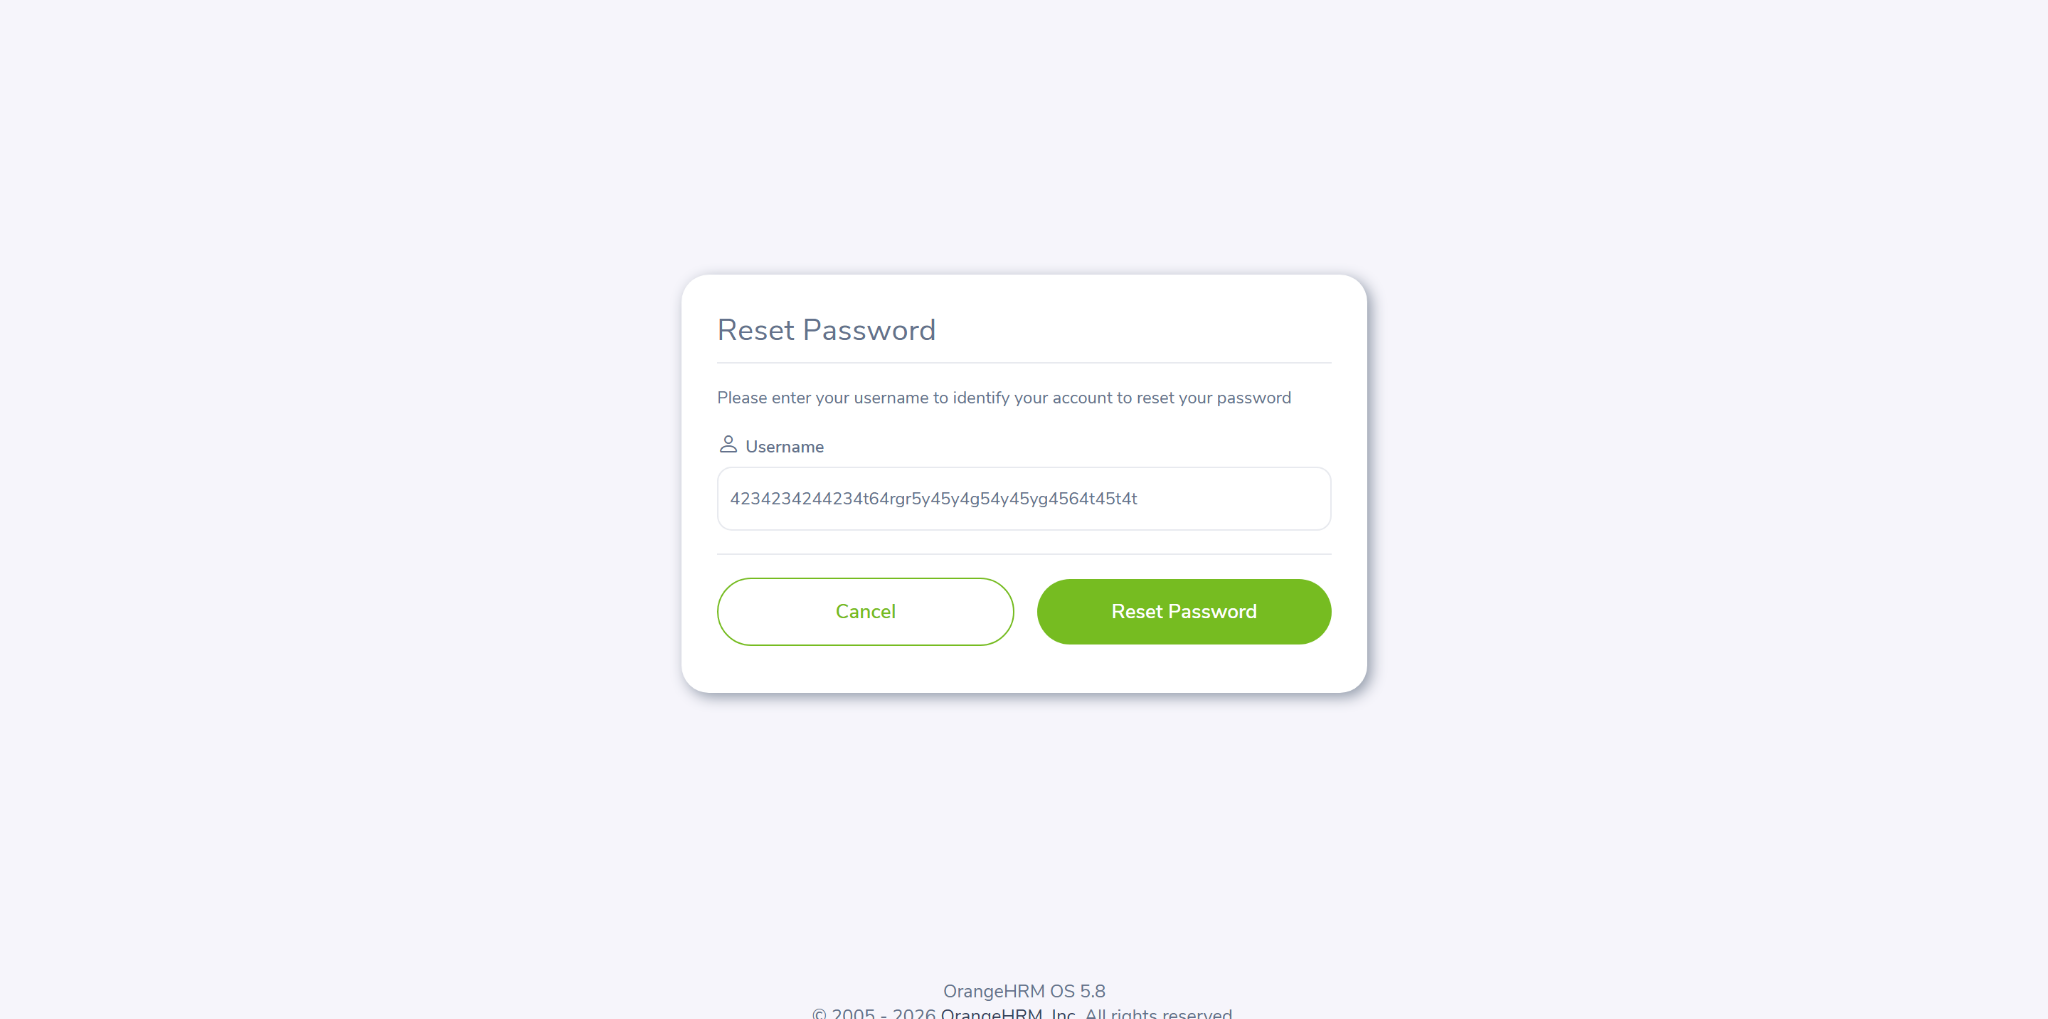 Reset Password
Please enter your username to identify your account to reset your password
Username
4234234244234t64rgr5y45y4g54y45yg4564t45t4t
Cancel
Reset Password
OrangeHRM OS 5.8
© 2005 - 2026 OrangeHRM, Inc. All rights reserved.